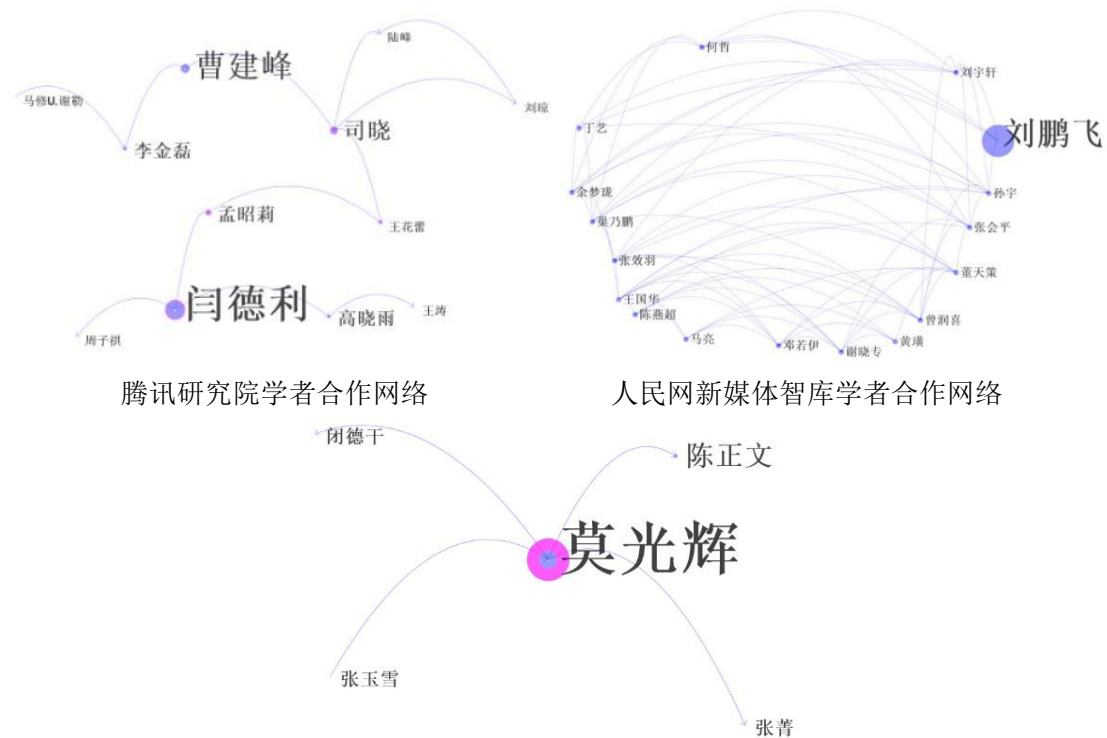 陆峰
曹建峰
马修U.谢勒
刘琼
司晓
李金磊
孟昭莉
王花蕾
闫德利
王涛
高晓雨
周子祺
何哲
刘宇轩
丁艺
刘鹏飞
余梦珑
孙宇
巢乃鹏
张会平
张效羽
董天策
王国华
陈燕超
曾润喜
马亮
邓若伊
谢晓专
黄璜
腾讯研究院学者合作网络
人民网新媒体智库学者合作网络
闭德干
陈正文
莫光辉
张玉雪
张菁